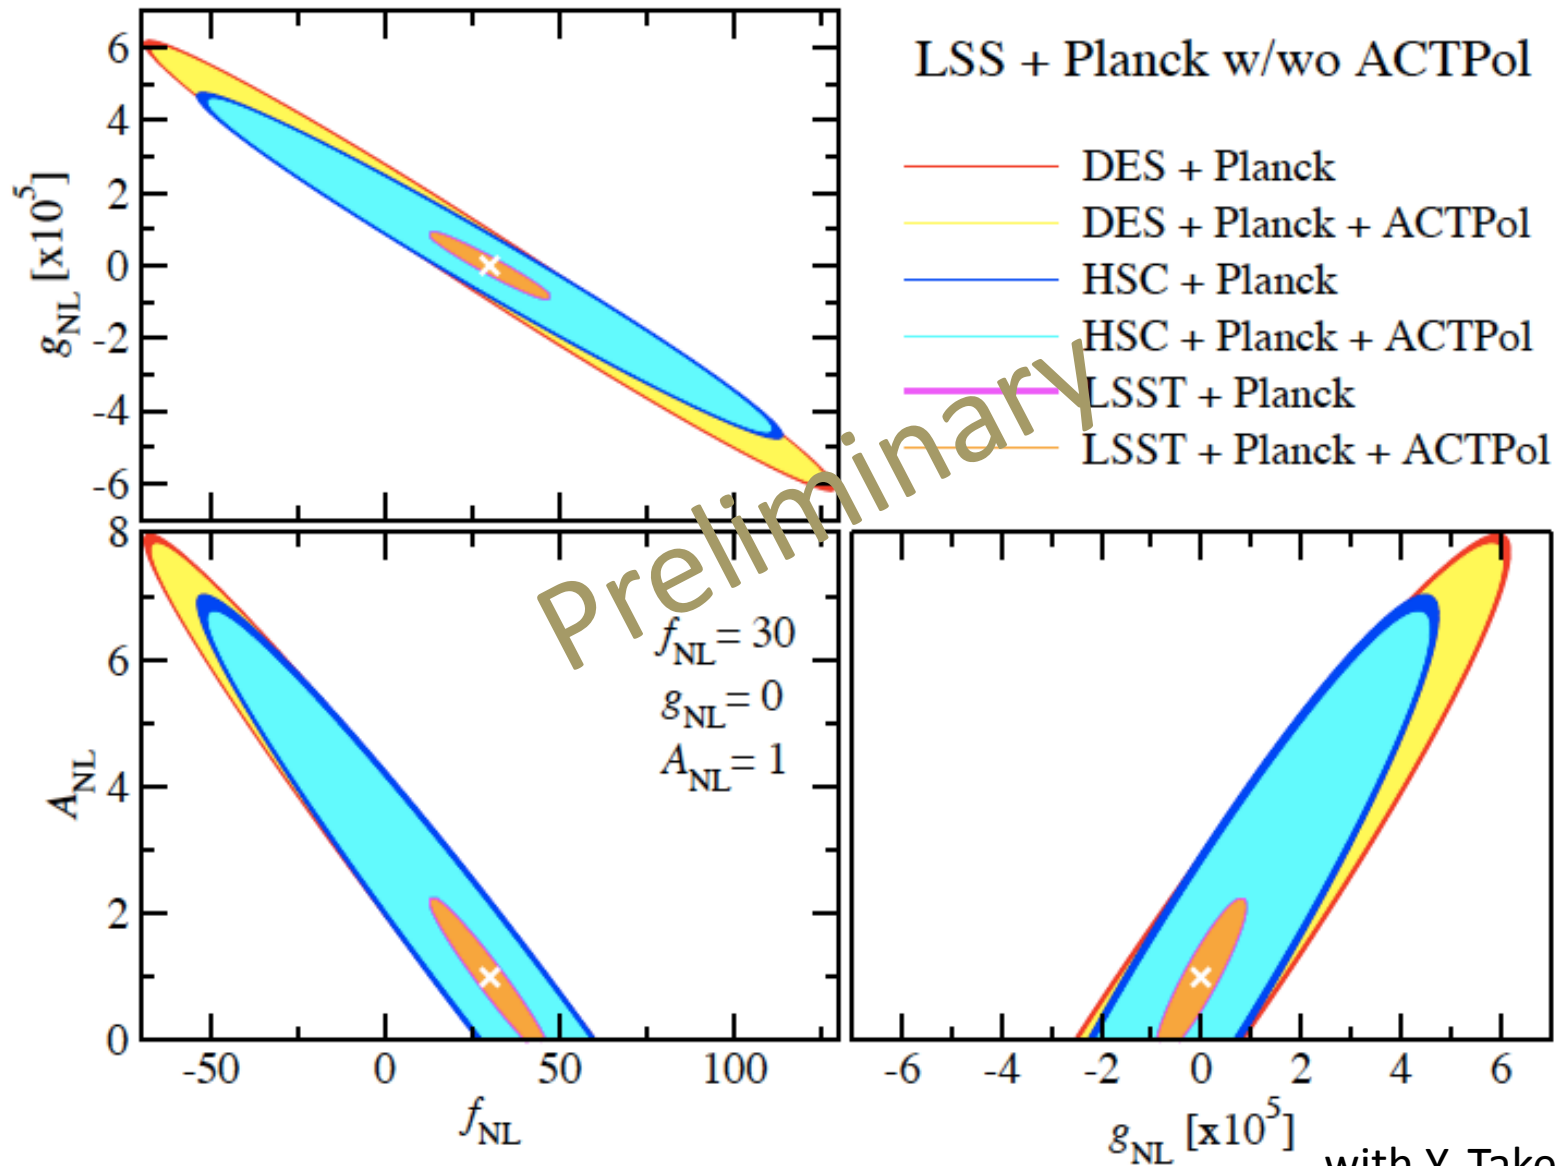 LSS + Planck w/wo ACTPol
DES + Planck
DES + Planck + ACTPol
HSC + Planck
HSC + Planck + ACTPol
LSST + Planck
LSST + Planck + ACTPol
Preliminary
6
4
2
0
-2
-4
-6
g_NL [x10^5]
8
6
4
2
0
A_NL
f_NL = 30
g_NL = 0
A_NL = 1
-50 0 50 100
f_NL
-6 -4 -2 0 2 4 6
g_NL [x10^5]
with Y. Take